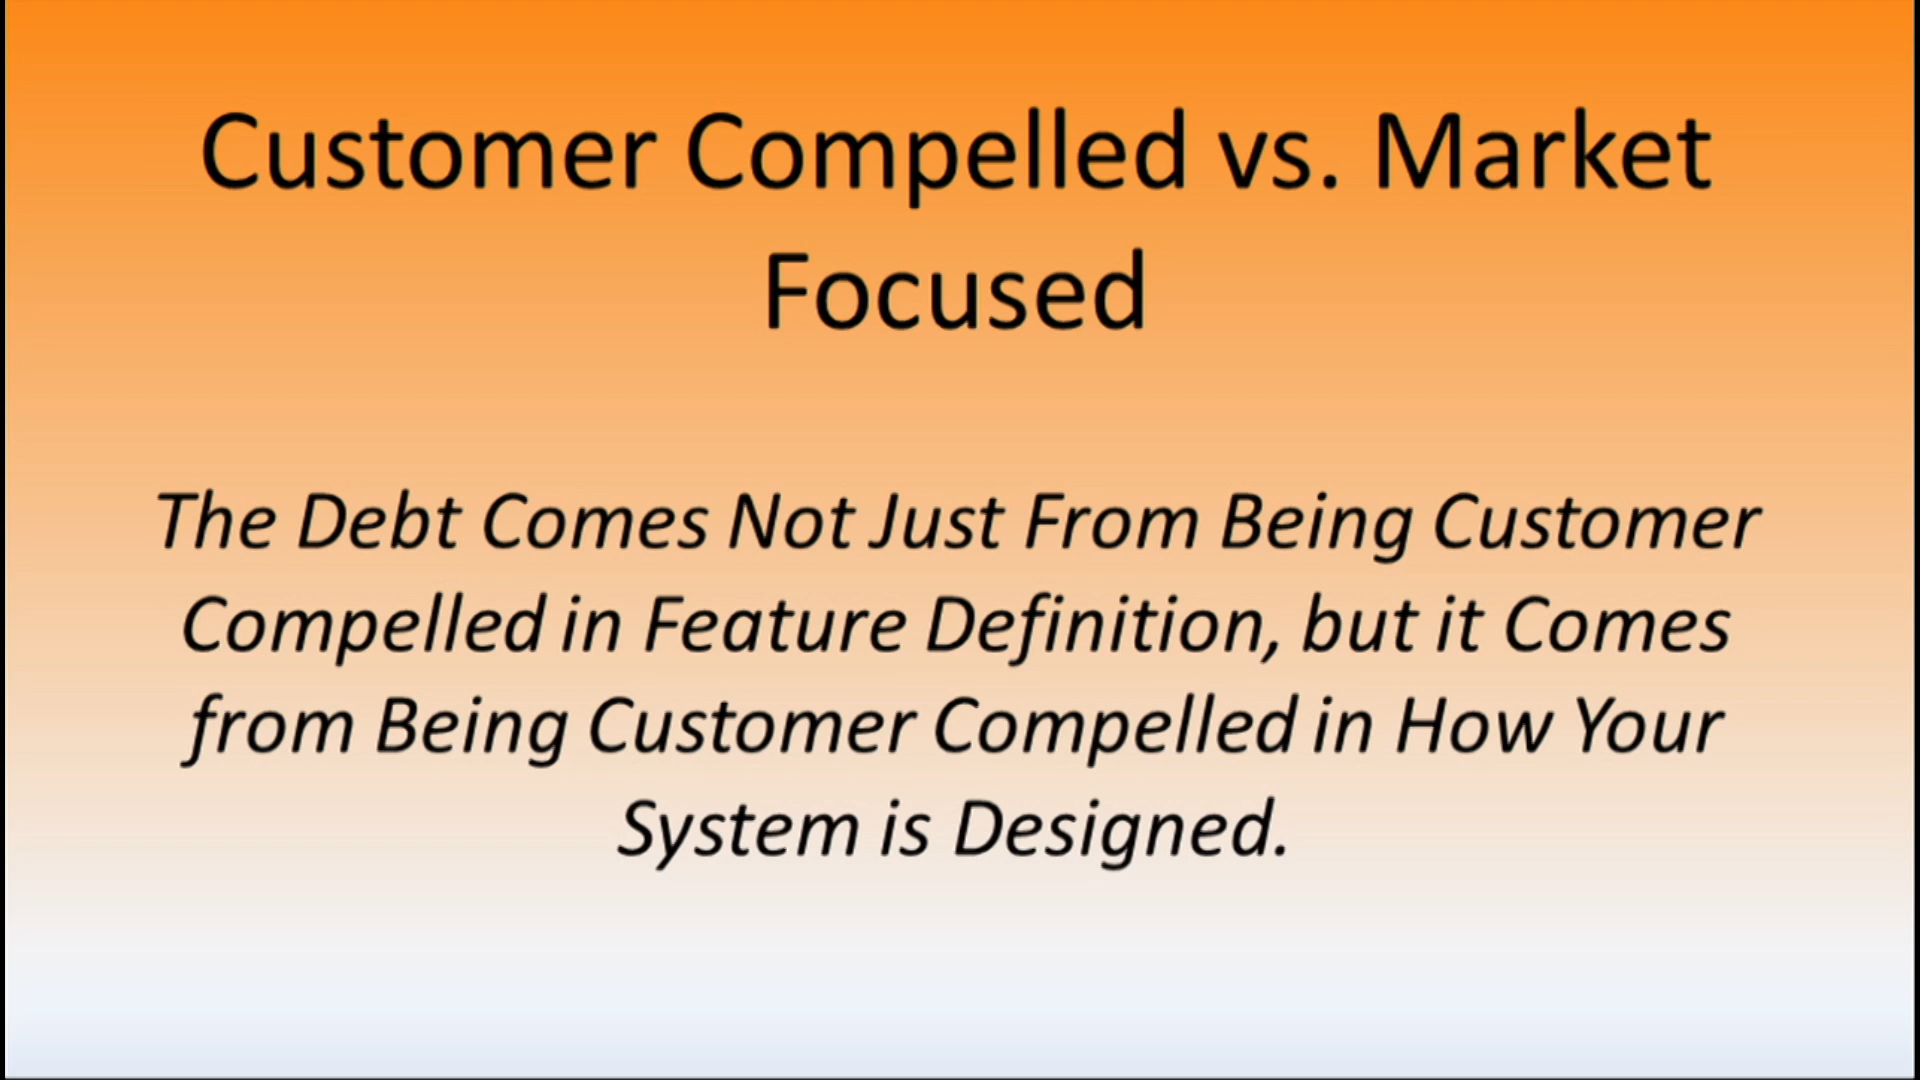 Customer Compelled vs. Market
Focused
The Debt Comes Not Just From Being Customer
Compelled in Feature Definition, but it Comes
from Being Customer Compelled in How Your
System is Designed.